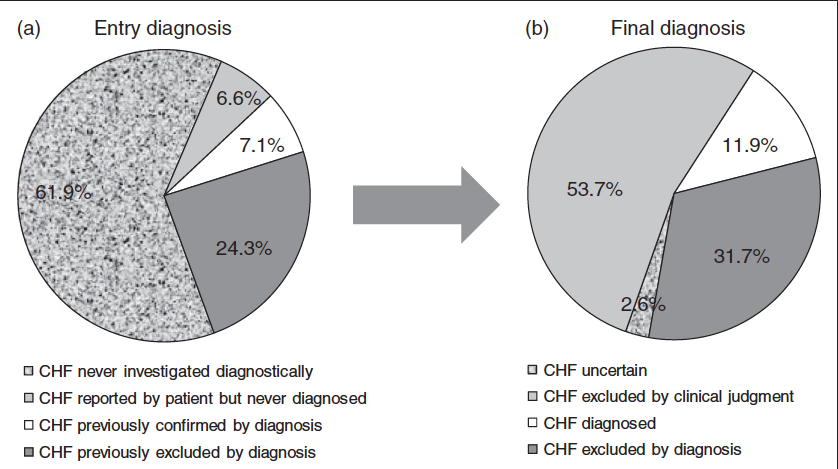 (a) Entry diagnosis
6.6%
7.1%
61.9%
24.3%
CHF never investigated diagnostically
CHF reported by patient but never diagnosed
CHF previously confirmed by diagnosis
CHF previously excluded by diagnosis
(b) Final diagnosis
11.9%
53.7%
31.7%
2.6%
CHF uncertain
CHF excluded by clinical judgment
CHF diagnosed
CHF excluded by diagnosis